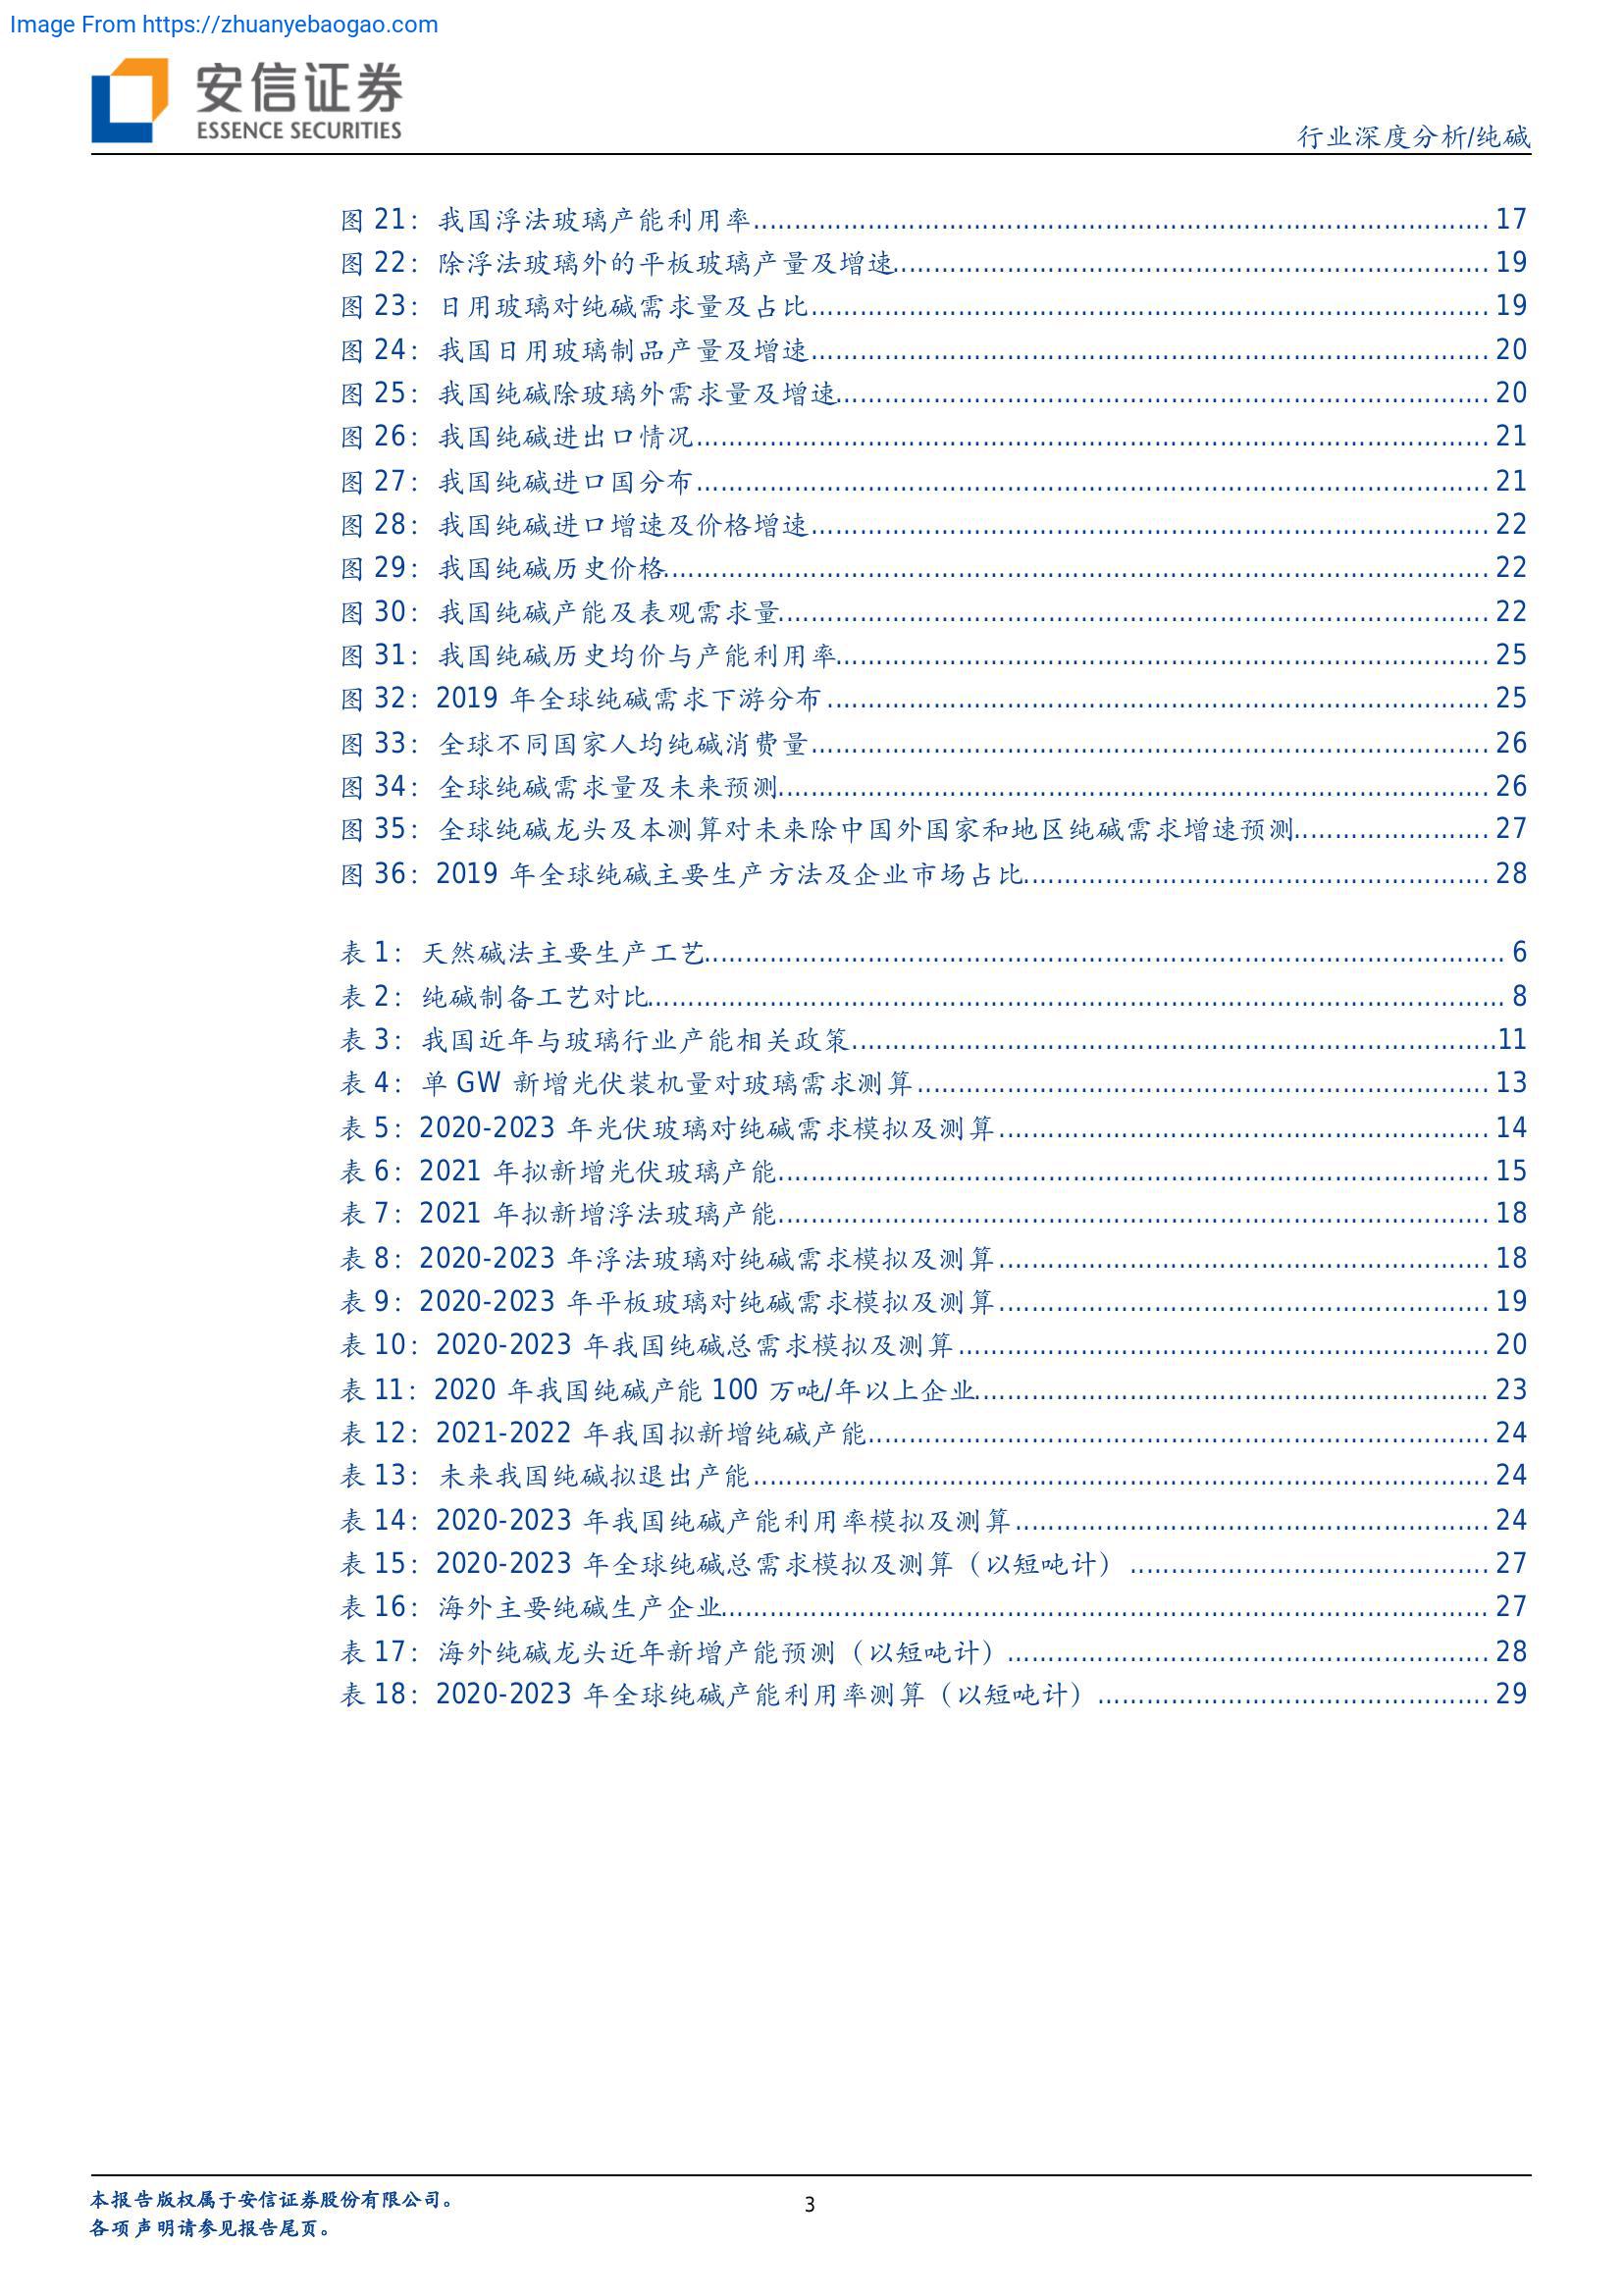 Image From https://zhuanyebaogao.com
安信证券
ESSENCE SECURITIES
行业深度分析/纯碱
图 21：我国浮法玻璃产能利用率 17
图 22：除浮法玻璃外的平板玻璃产量及增速 19
图 23：日用玻璃对纯碱需求量及占比 19
图 24：我国日用玻璃制品产量及增速 20
图 25：我国纯碱除玻璃外需求量及增速 20
图 26：我国纯碱进出口情况 21
图 27：我国纯碱进口国分布 21
图 28：我国纯碱进口增速及价格增速 22
图 29：我国纯碱历史价格 22
图 30：我国纯碱产能及表观需求量 22
图 31：我国纯碱历史均价与产能利用率 25
图 32：2019 年全球纯碱需求下游分布 25
图 33：全球不同国家人均纯碱消费量 26
图 34：全球纯碱需求量及未来预测 26
图 35：全球纯碱龙头及本测算对未来除中国外国家和地区纯碱需求增速预测 27
图 36：2019 年全球纯碱主要生产方法及企业市场占比 28
表 1：天然碱法主要生产工艺 6
表 2：纯碱制备工艺对比 8
表 3：我国近年与玻璃行业产能相关政策 11
表 4：单 GW 新增光伏装机量对玻璃需求测算 13
表 5：2020-2023 年光伏玻璃对纯碱需求模拟及测算 14
表 6：2021 年拟新增光伏玻璃产能 15
表 7：2021 年拟新增浮法玻璃产能 18
表 8：2020-2023 年浮法玻璃对纯碱需求模拟及测算 18
表 9：2020-2023 年平板玻璃对纯碱需求模拟及测算 19
表 10：2020-2023 年我国纯碱总需求模拟及测算 20
表 11：2020 年我国纯碱产能 100 万吨/年以上企业 23
表 12：2021-2022 年我国拟新增纯碱产能 24
表 13：未来我国纯碱拟退出产能 24
表 14：2020-2023 年我国纯碱产能利用率模拟及测算 24
表 15：2020-2023 年全球纯碱总需求模拟及测算（以短吨计） 27
表 16：海外主要纯碱生产企业 27
表 17：海外纯碱龙头近年新增产能预测（以短吨计） 28
表 18：2020-2023 年全球纯碱产能利用率测算（以短吨计） 29
本报告版权属于安信证券股份有限公司。
各项声明请参见报告尾页。
3